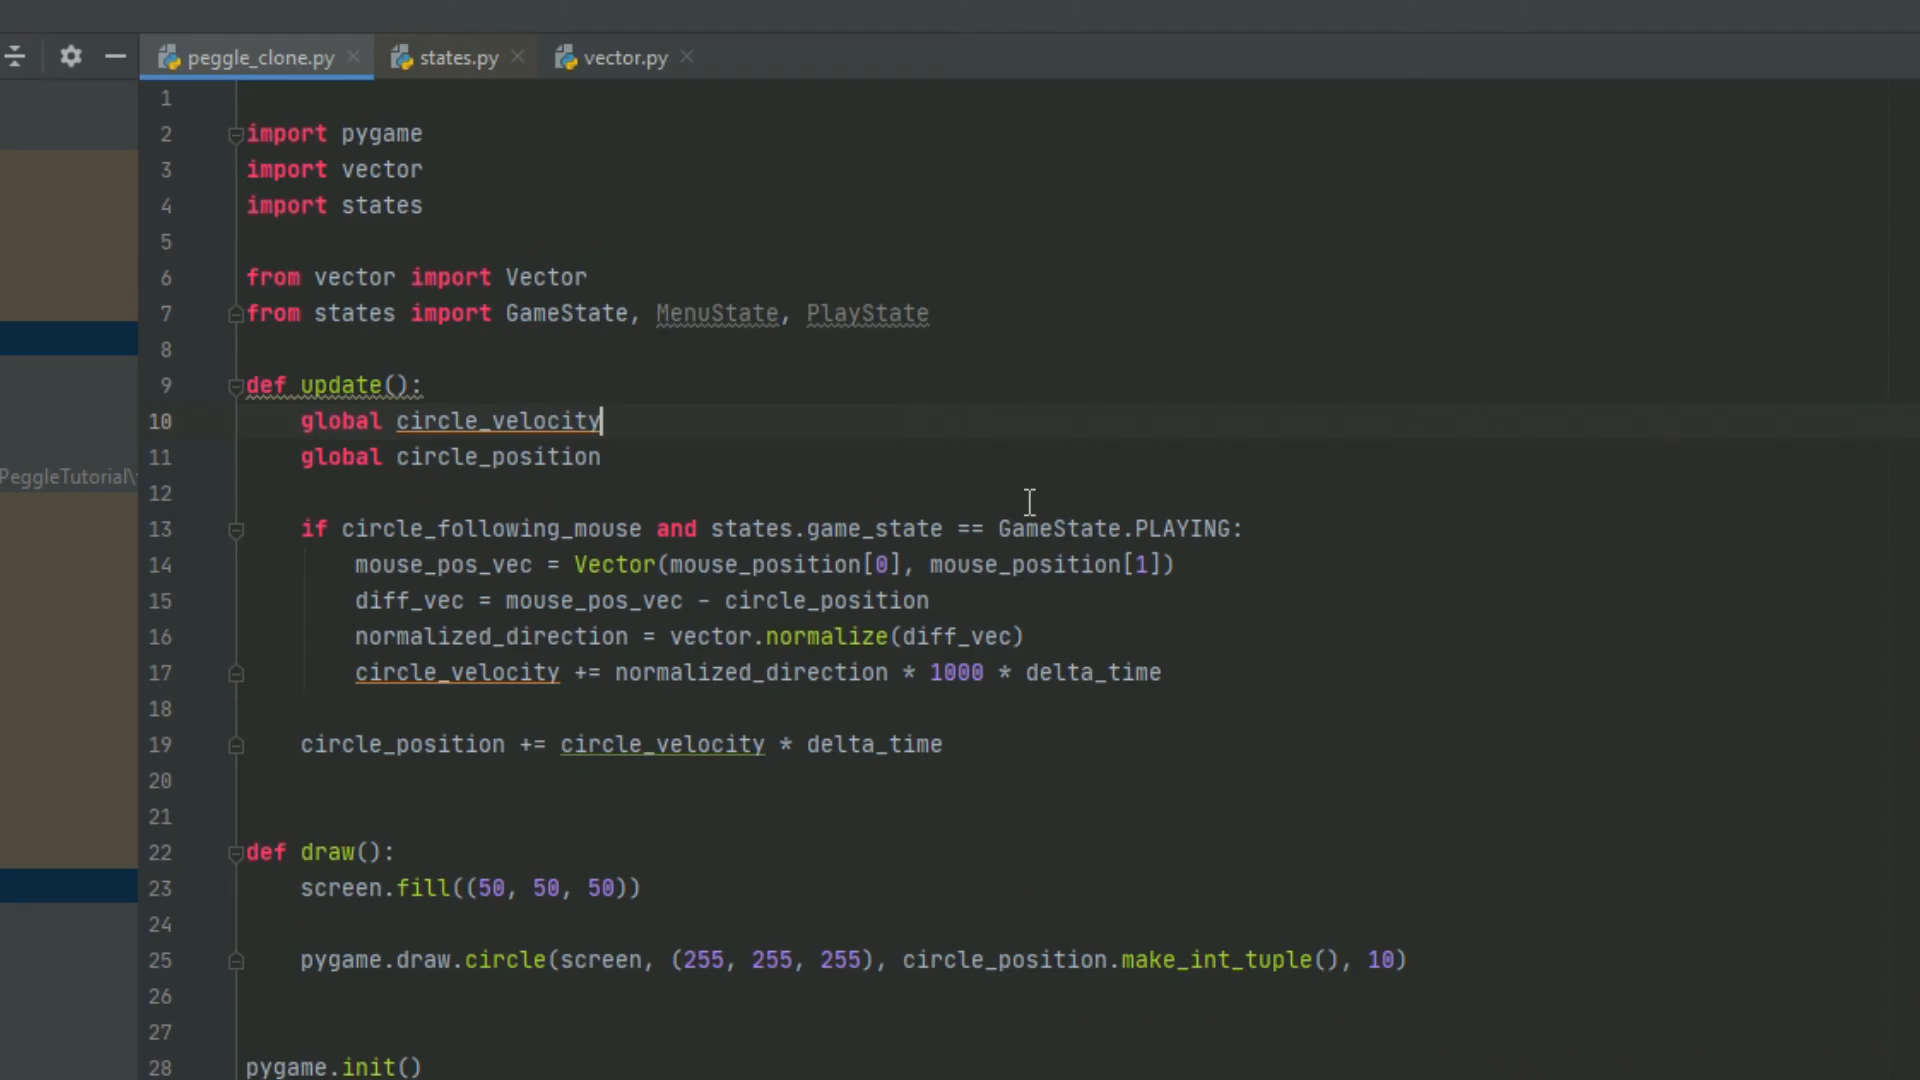 peggle_clone.py states.py vector.py
1
2 import pygame
3 import vector
4 import states
5
6 from vector import Vector
7 from states import GameState, MenuState, PlayState
8
9 def update():
10 global circle_velocity
11 global circle_position
PeggleTutorial\
12
13 if circle_following_mouse and states.game_state == GameState.PLAYING:
14 mouse_pos_vec = Vector(mouse_position[0], mouse_position[1])
15 diff_vec = mouse_pos_vec - circle_position
16 normalized_direction = vector.normalize(diff_vec)
17 circle_velocity += normalized_direction * 1000 * delta_time
18
19 circle_position += circle_velocity * delta_time
20
21
22 def draw():
23 screen.fill((50, 50, 50))
24
25 pygame.draw.circle(screen, (255, 255, 255), circle_position.make_int_tuple(), 10)
26
27
28 pygame.init()